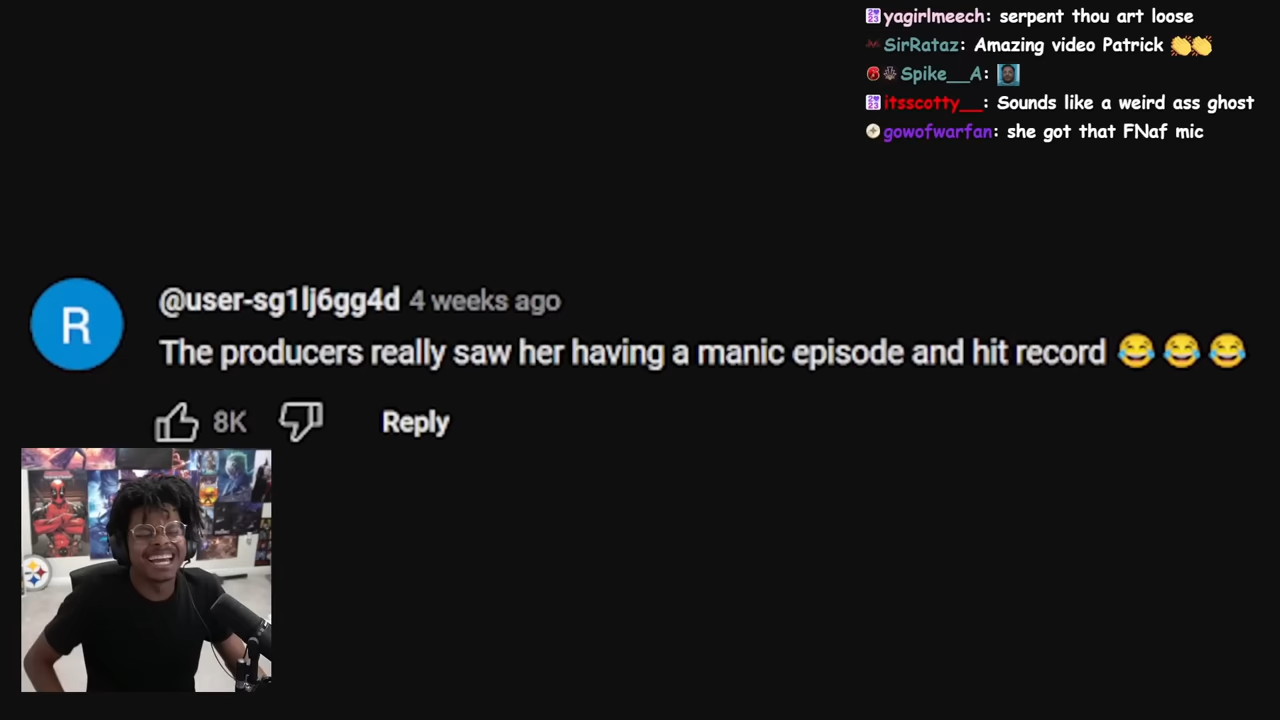 yagirlmeech: serpent thou art loose
SirRataz: Amazing video Patrick 👏👏
Spike__A:
itsscotty__: Sounds like a weird ass ghost
gowofwarfan: she got that FNaf mic
R
@user-sg1lj6gg4d 4 weeks ago
The producers really saw her having a manic episode and hit record 😂😂😂
8K Reply